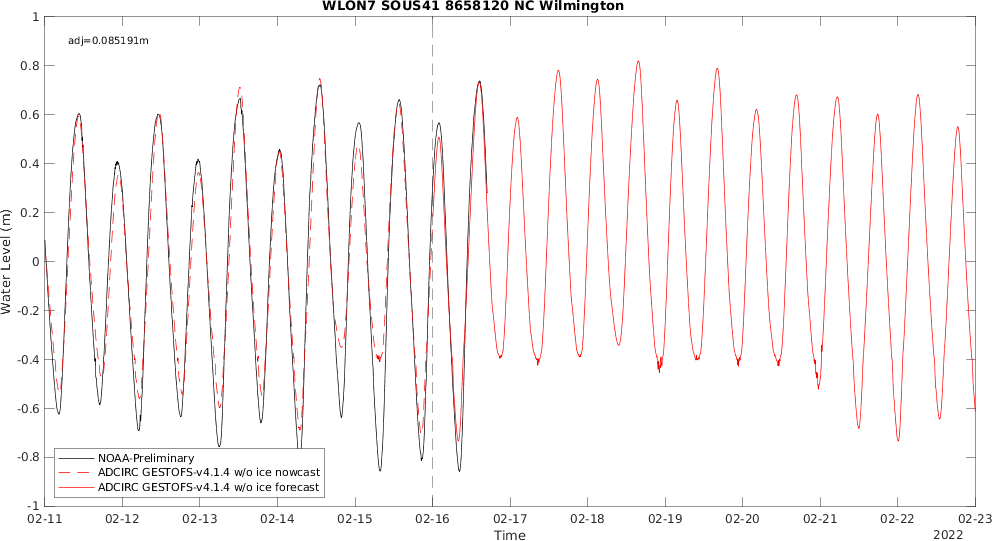 WLON7 SOUS41 8658120 NC Wilmington
adj=0.085191m
1
0.8
0.6
0.4
0.2
0
-0.2
-0.4
-0.6
-0.8
-1
Water Level (m)
NOAA-Preliminary
ADCIRC GESTOFS-v4.1.4 w/o ice nowcast
ADCIRC GESTOFS-v4.1.4 w/o ice forecast
02-11 02-12 02-13 02-14 02-15 02-16 02-17 02-18 02-19 02-20 02-21 02-22 02-23
Time
2022